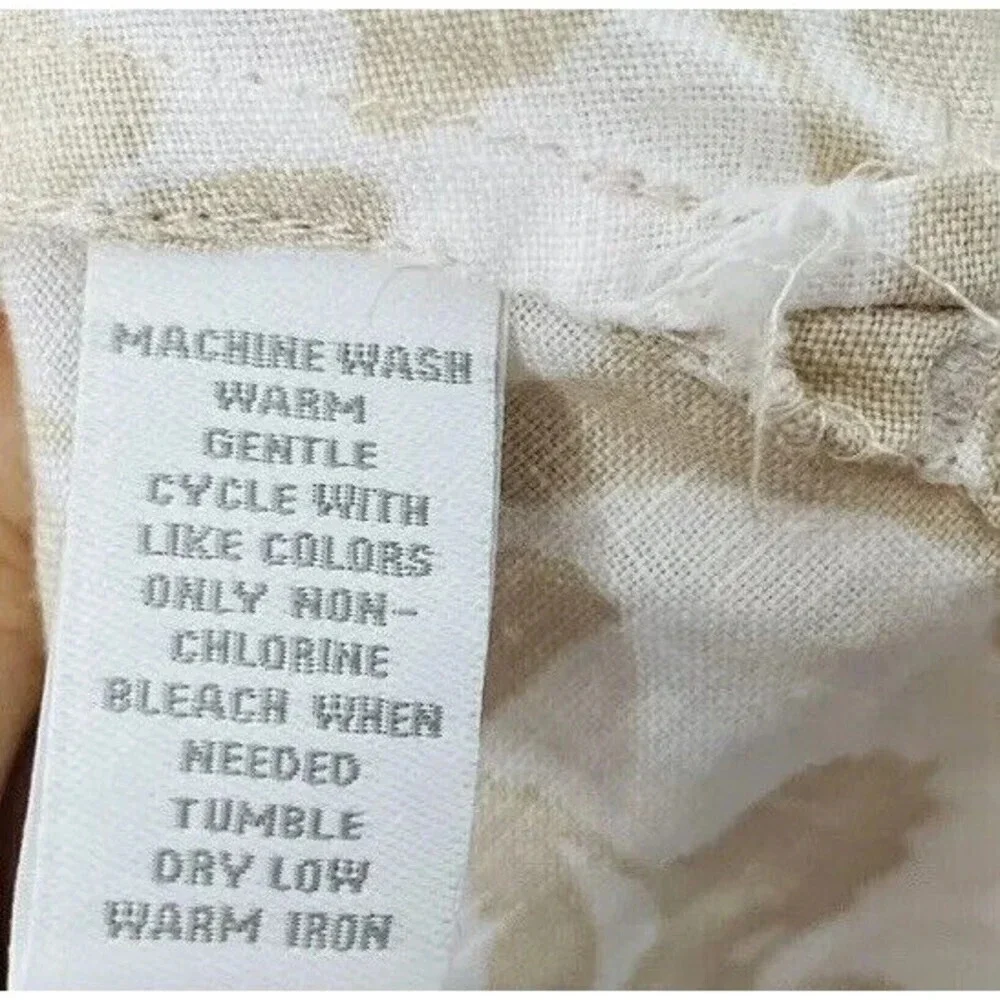 MACHINE WASH
WARM
GENTLE
CYCLE WITH
LIKE COLORS
ONLY NON-
CHLORINE
BLEACH WHEN
NEEDED
TUMBLE
DRY LOW
WARM IRON